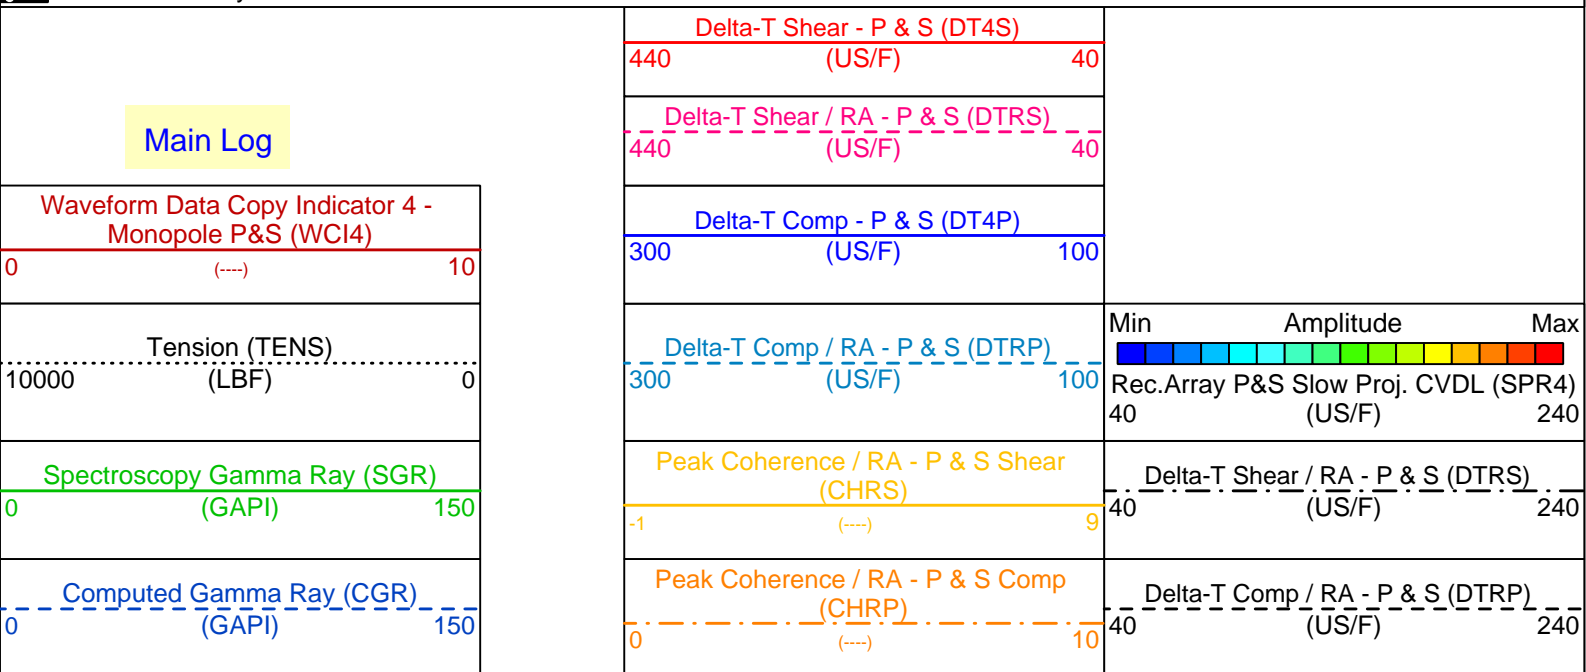 Main Log
Waveform Data Copy Indicator 4 -
Monopole P&S (WCI4)
0 (----) 10
Tension (TENS)
10000 (LBF) 0
Spectroscopy Gamma Ray (SGR)
0 (GAPI) 150
Computed Gamma Ray (CGR)
0 (GAPI) 150
Delta-T Shear - P & S (DT4S)
440 (US/F) 40
Delta-T Shear / RA - P & S (DTRS)
440 (US/F) 40
Delta-T Comp - P & S (DT4P)
300 (US/F) 100
Delta-T Comp / RA - P & S (DTRP)
300 (US/F) 100
Peak Coherence / RA - P & S Shear
(CHRS)
-1 (----) 9
Peak Coherence / RA - P & S Comp
(CHRP)
0 (----) 10
Min Amplitude Max
Rec.Array P&S Slow Proj. CVDL (SPR4)
40 (US/F) 240
Delta-T Shear / RA - P & S (DTRS)
40 (US/F) 240
Delta-T Comp / RA - P & S (DTRP)
40 (US/F) 240